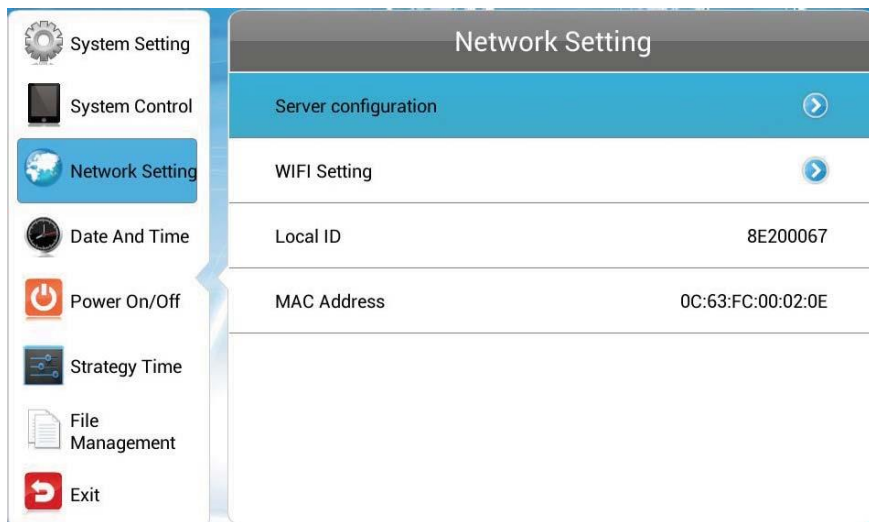 System Setting
System Control
Network Setting
Date And Time
Power On/Off
Strategy Time
File
Management
Exit
Network Setting
Server configuration
WIFI Setting
Local ID 8E200067
MAC Address 0C:63:FC:00:02:0E